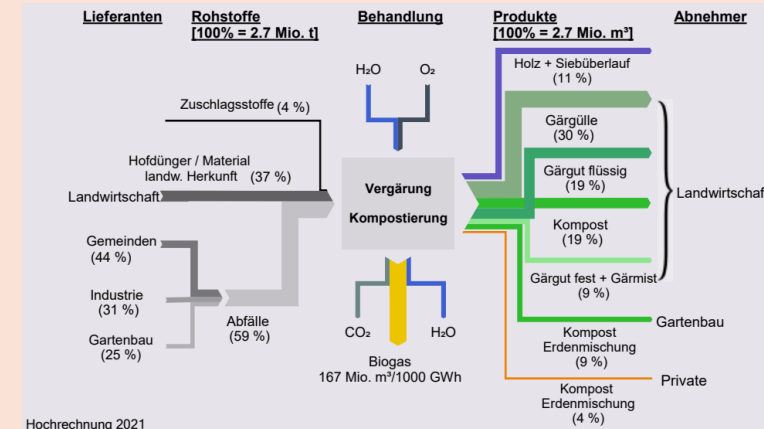 Lieferanten
Rohstoffe
[100% = 2.7 Mio. t]
Behandlung
Produkte
[100% = 2.7 Mio. m³]
Abnehmer
H₂O
O₂
Holz + Siebüberlauf
(11 %)
Zuschlagsstoffe (4 %)
Gärgülle
(30 %)
Hofdünger / Material
landw. Herkunft (37 %)
Landwirtschaft
Vergärung
Kompostierung
Gärgut flüssig
(19 %)
Landwirtschaf
Kompost
(19 %)
Gemeinden
(44 %)
Gärgut fest + Gärmist
(9 %)
Industrie
(31 %)
Abfälle
(59 %)
Gartenbau
(25 %)
CO₂
H₂O
Gartenbau
Kompost
Erdenmischung
(9 %)
Biogas
167 Mio. m³/1000 GWh
Private
Kompost
Erdenmischung
(4 %)
Hochrechnung 2021